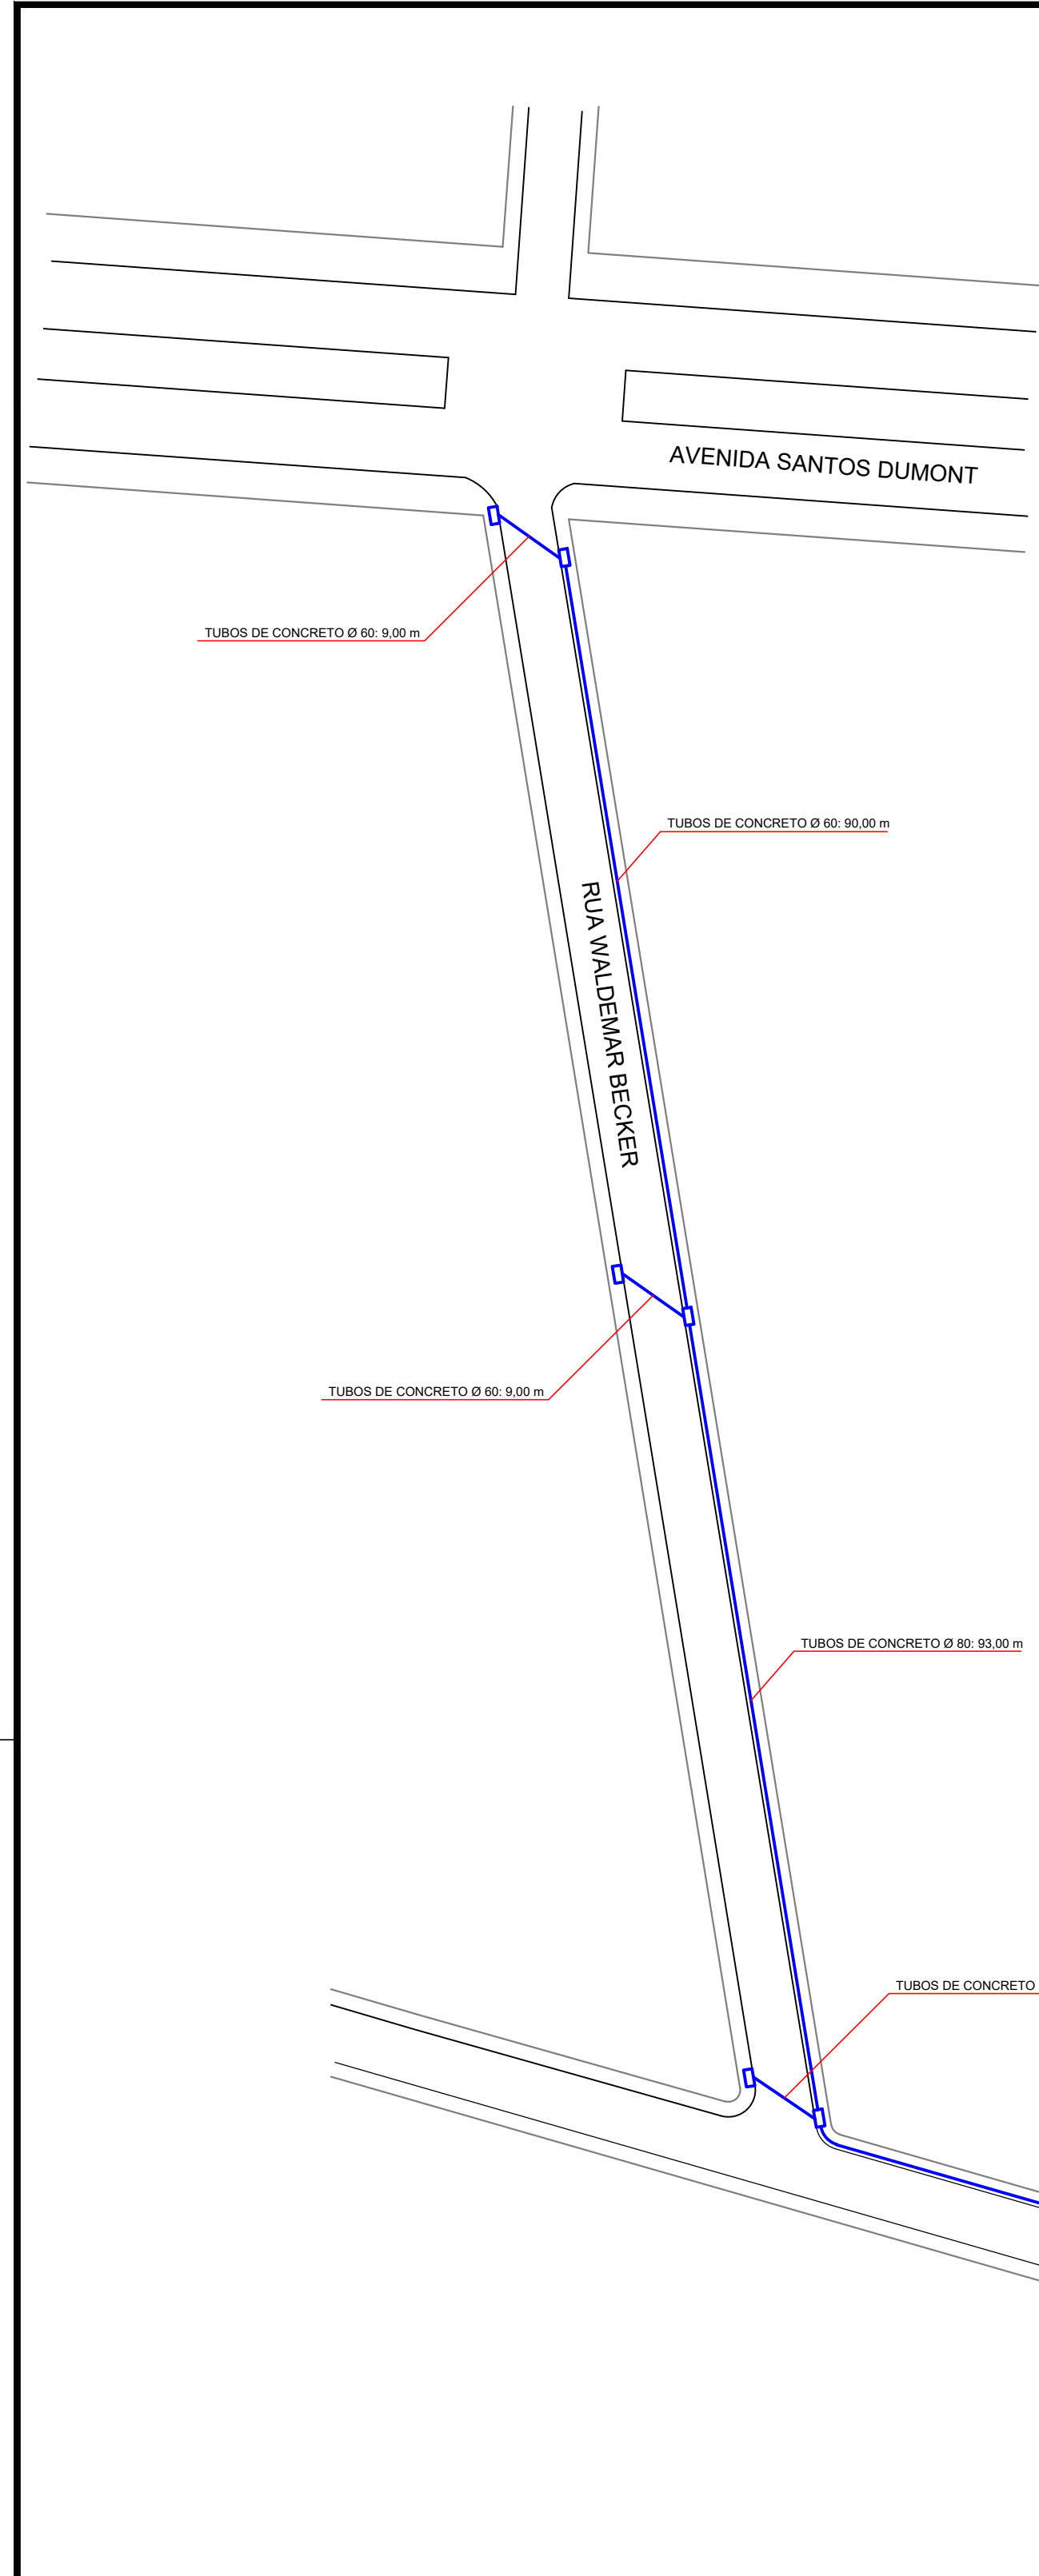 AVENIDA SANTOS DUMONT
TUBOS DE CONCRETO Ø 60: 9,00 m
TUBOS DE CONCRETO Ø 60: 90,00 m
RUA WALDEMAR BECKER
TUBOS DE CONCRETO Ø 60: 9,00 m
TUBOS DE CONCRETO Ø 80: 93,00 m
TUBOS DE CONCRETO